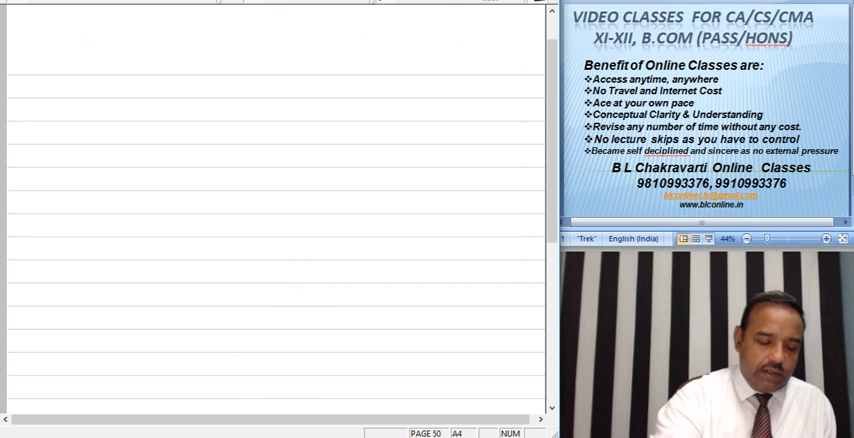 VIDEO CLASSES FOR CA/CS/CMA
XI-XII, B.COM (PASS/HONS)
Benefit of Online Classes are:
❖Access anytime, anywhere
❖No Travel and Internet Cost
❖Ace at your own pace
❖Conceptual Clarity & Understanding
❖Revise any number of time without any cost.
❖No lecture skips as you have to control
❖Became self deciplined and sincere as no external pressure
B L Chakravarti Online Classes
9810993376, 9910993376
www.blconline.in
1 "Trek" English (India) 44%
PAGE 50 A4 NUM